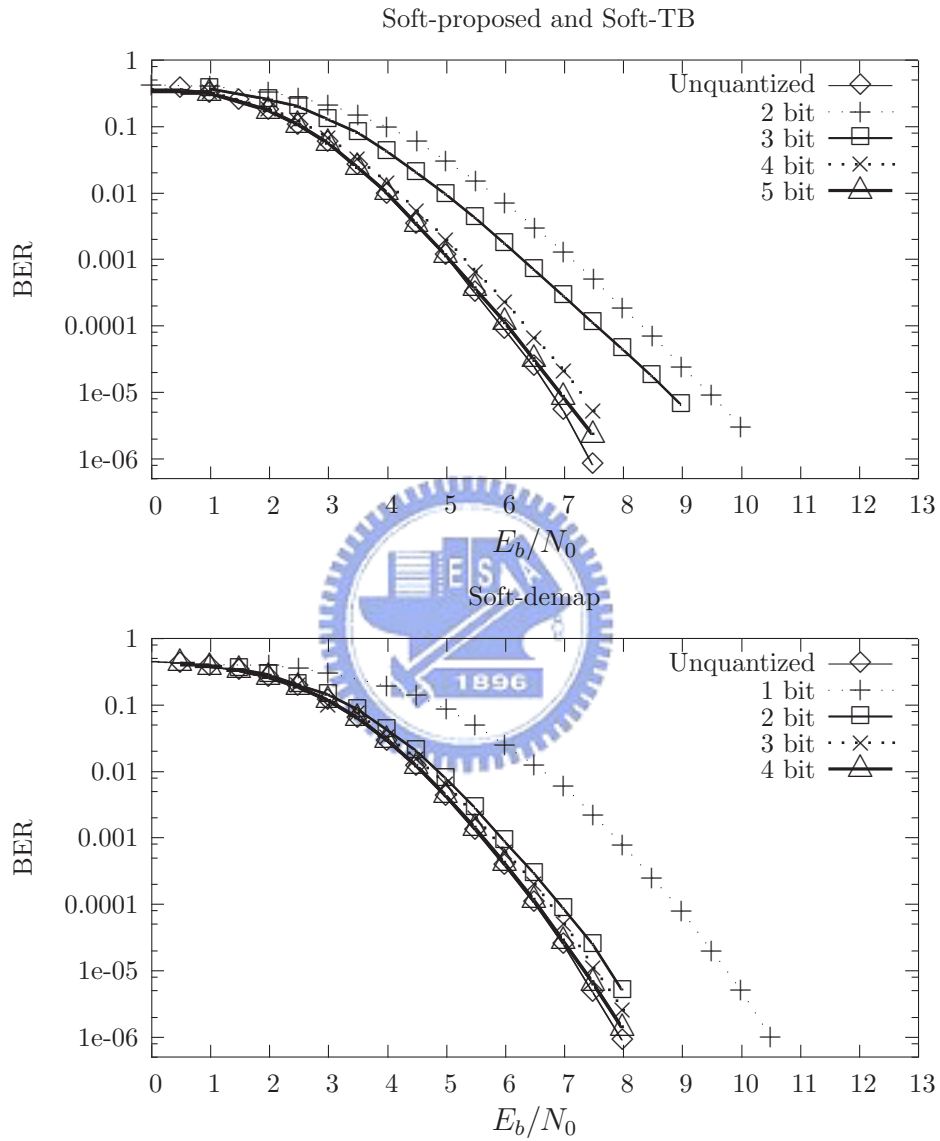 Soft-proposed and Soft-TB
1
0.1
0.01
0.001
0.0001
1e-05
1e-06
BER
Unquantized
2 bit
3 bit
4 bit
5 bit
0 1 2 3 4 5 6 7 8 9 10 11 12 13
E_b/N_0
E S A
1896
Soft-demap
1
0.1
0.01
0.001
0.0001
1e-05
1e-06
BER
Unquantized
1 bit
2 bit
3 bit
4 bit
0 1 2 3 4 5 6 7 8 9 10 11 12 13
E_b/N_0